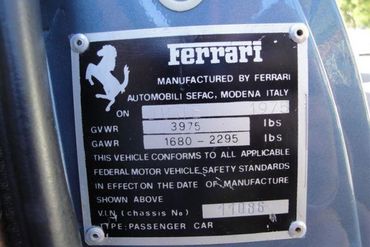 Ferrari
MANUFACTURED BY FERRARI
AUTOMOBILI SEFAC, MODENA ITALY
ON 1975
GVWR 3975 lbs
GAWR 1680-2295 lbs
THIS VEHICLE CONFORMS TO ALL APPLICABLE
FEDERAL MOTOR VEHICLE SAFETY STANDARDS
IN EFFECT ON THE DATE OF MANUFACTURE
SHOWN ABOVE
V.I.N. (chassis No)
TYPE: PASSENGER CAR